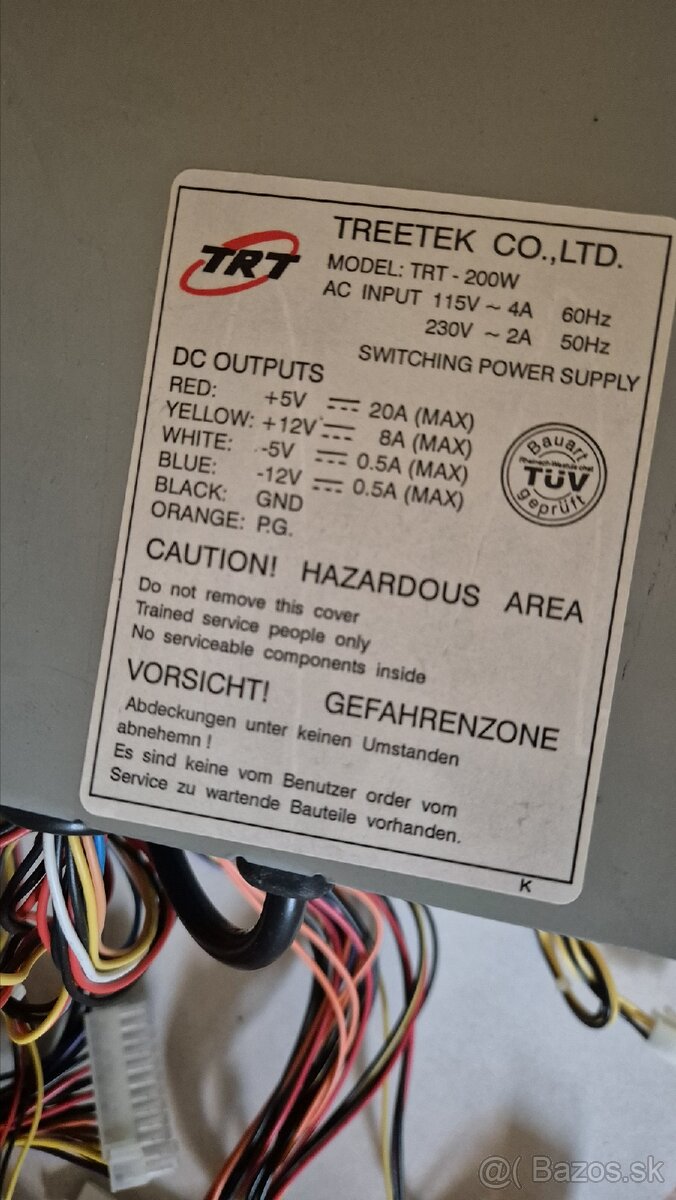 TRT
TREETEK CO.,LTD.
MODEL: TRT - 200W
AC INPUT 115V ~ 4A 60Hz
230V ~ 2A 50Hz
SWITCHING POWER SUPPLY
DC OUTPUTS
RED: +5V ⎓ 20A (MAX)
YELLOW: +12V ⎓ 8A (MAX)
WHITE: -5V ⎓ 0.5A (MAX)
BLUE: -12V ⎓ 0.5A (MAX)
BLACK: GND
ORANGE: P.G.
Bauart
TÜV
geprüft
CAUTION! HAZARDOUS AREA
Do not remove this cover
Trained service people only
No serviceable components inside
VORSICHT! GEFAHRENZONE
Abdeckungen unter keinen Umstanden
abnehemn !
Es sind keine vom Benutzer order vom
Service zu wartende Bauteile vorhanden.
K
@( Bazos.sk